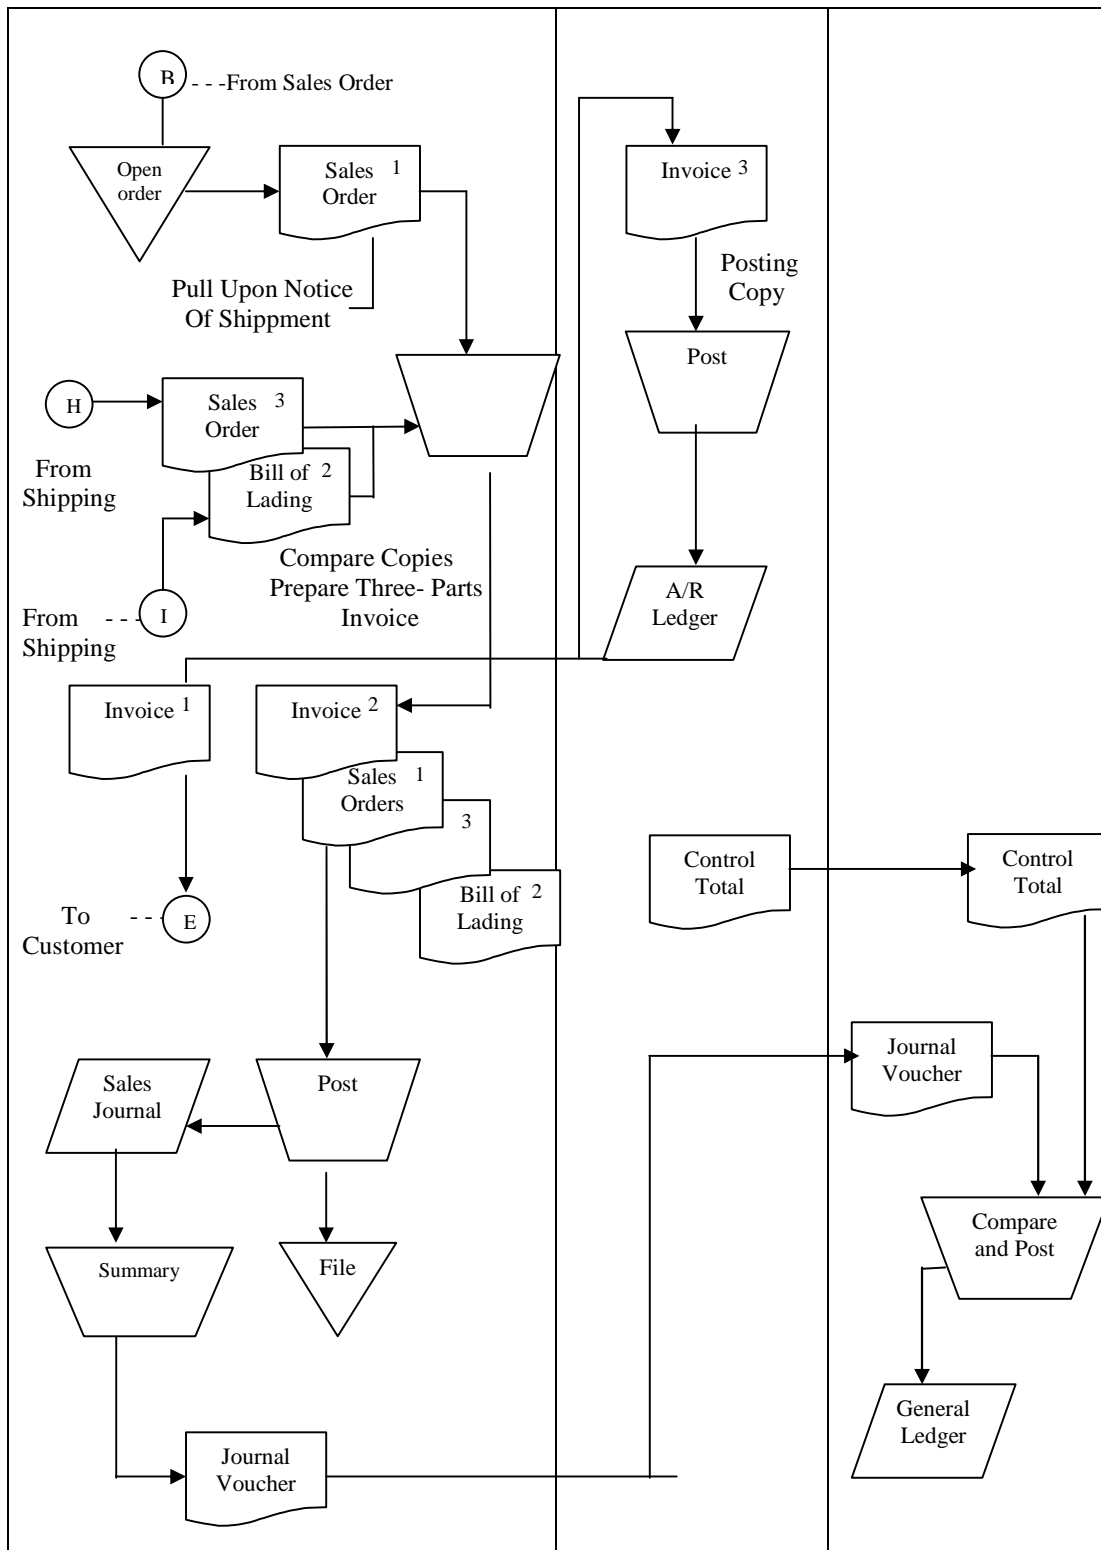 B
- - -From Sales Order
Open
order
Sales 1
Order
Pull Upon Notice
Of Shippment
H
Sales 3
Order
From
Shipping
Bill of 2
Lading
Compare Copies
Prepare Three- Parts
Invoice
From - - -
Shipping
I
Invoice 1
Invoice 2
Sales 1
Orders
3
Bill of 2
Lading
To - - -
Customer
E
Sales
Journal
Post
Summary
File
Journal
Voucher
Invoice 3
Posting
Copy
Post
A/R
Ledger
Control
Total
Control
Total
Journal
Voucher
Compare
and Post
General
Ledger